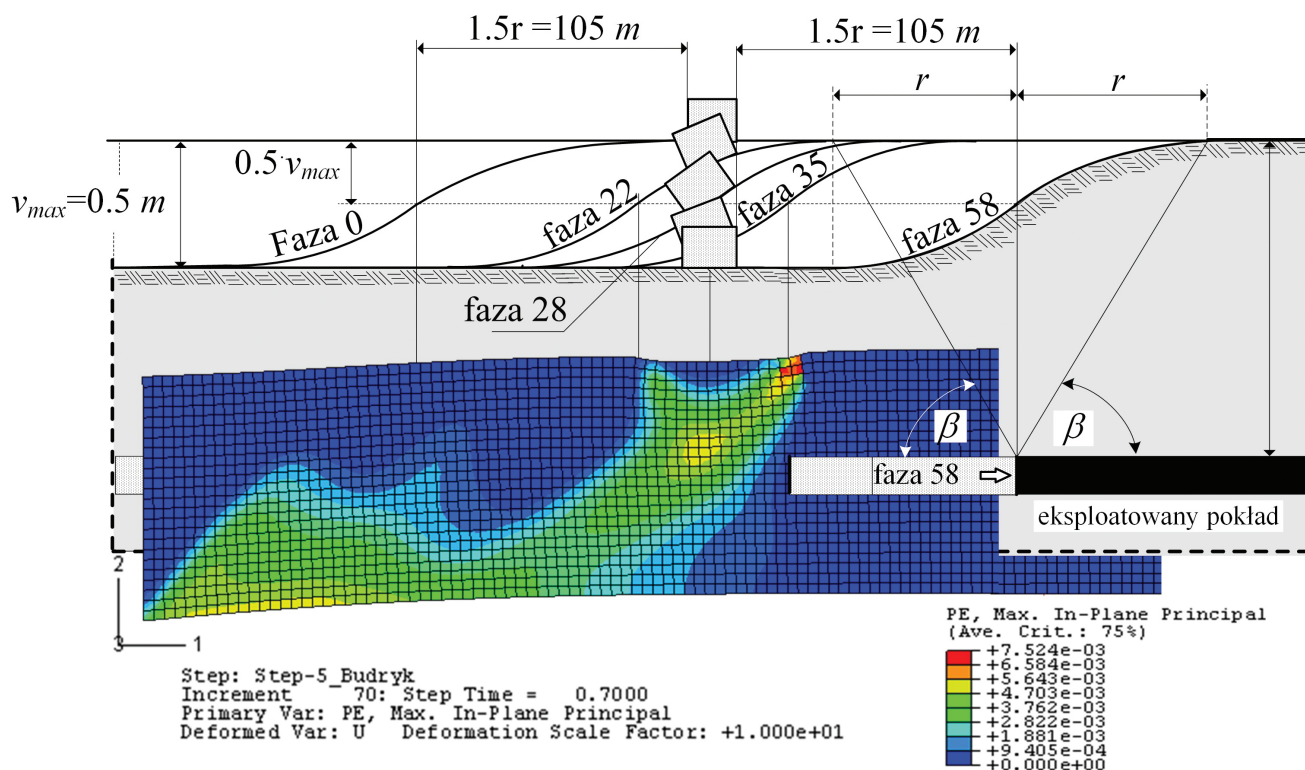 1.5r =105 m
1.5r =105 m
r
r
0.5·vmax
vmax=0.5 m
Faza 0
faza 22
faza 35
faza 58
faza 28
β
β
faza 58
eksploatowany pokład
2
3
1
PE, Max. In-Plane Principal
(Ave. Crit.: 75%)
+7.524e-03
+6.584e-03
+5.643e-03
+4.703e-03
+3.762e-03
+2.822e-03
+1.881e-03
+9.405e-04
+0.000e+00
Step: Step-5_Budryk
Increment 70: Step Time = 0.7000
Primary Var: PE, Max. In-Plane Principal
Deformed Var: U Deformation Scale Factor: +1.000e+01